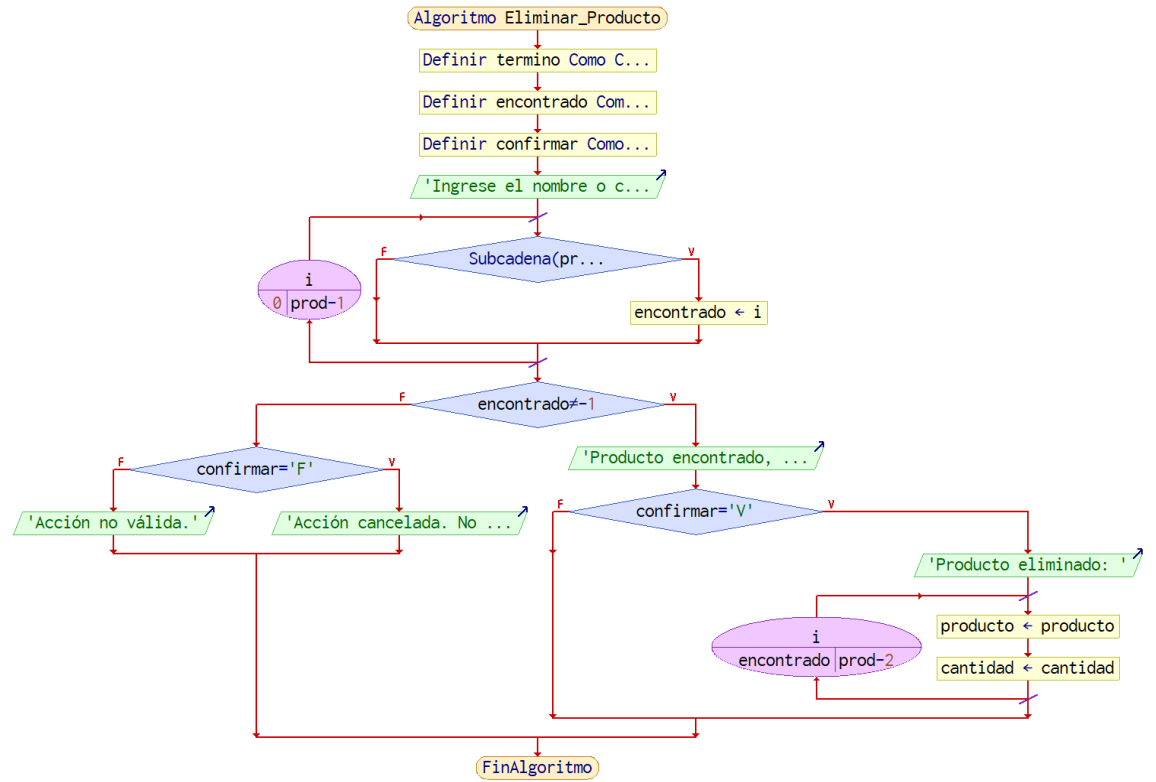 Algoritmo Eliminar_Producto
Definir termino Como C...
Definir encontrado Com...
Definir confirmar Como...
'Ingrese el nombre o c...
F
Subcadena(pr...
V
i
0 prod-1
encontrado ← i
F
encontrado≠-1
V
F
confirmar='F'
V
'Producto encontrado, ...
F
confirmar='V'
V
'Acción no válida.'
'Acción cancelada. No ...
'Producto eliminado: '
i
encontrado prod-2
producto ← producto
cantidad ← cantidad
FinAlgoritmo